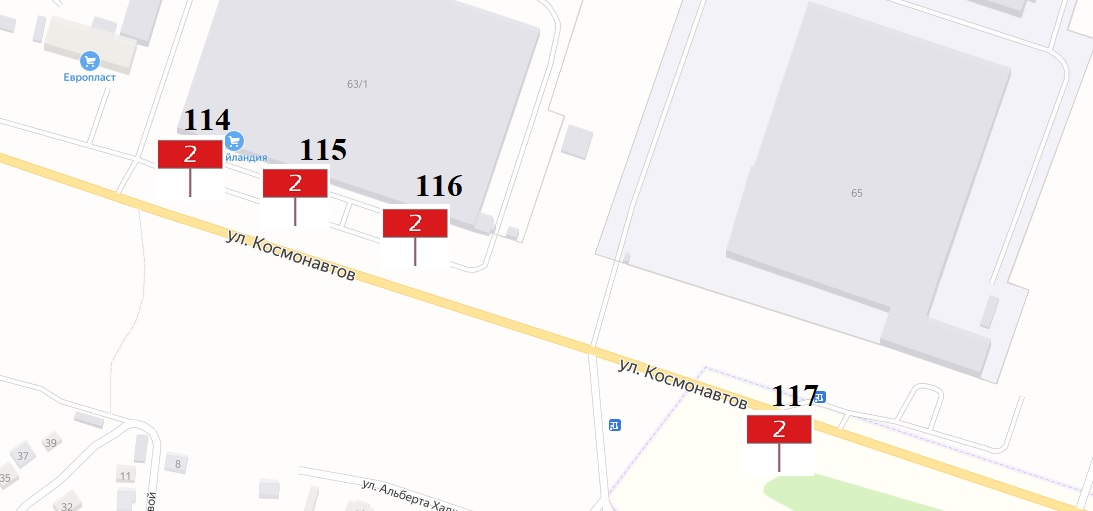 Европласт
63/1
114
2
йландия
115
2
116
2
65
ул. Космонавтов
ул. Космонавтов
117
2
39
37
35
11
8
32
вой
ул. Альберта Хал